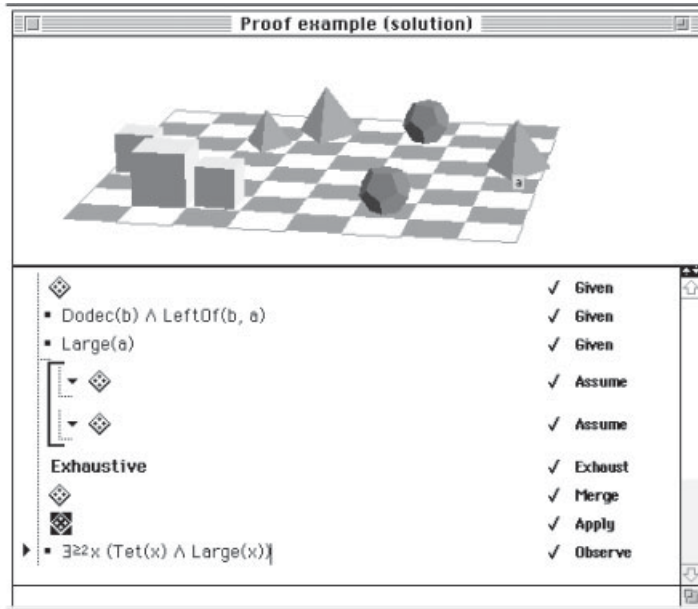 Proof example (solution)
a
✓ Given
▪ Dodec(b) ∧ LeftOf(b, a) ✓ Given
▪ Large(a) ✓ Given
✓ Assume
✓ Assume
Exhaustive ✓ Exhaust
✓ Merge
✓ Apply
▪ ∃≥2x (Tet(x) ∧ Large(x)) ✓ Observe